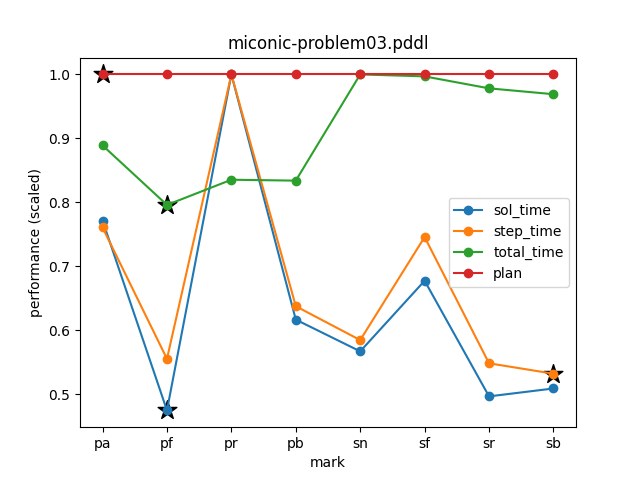 miconic-problem03.pddl
performance (scaled)
1.0
0.9
0.8
0.7
0.6
0.5
sol_time
step_time
total_time
plan
pa pf pr pb sn sf sr sb
mark